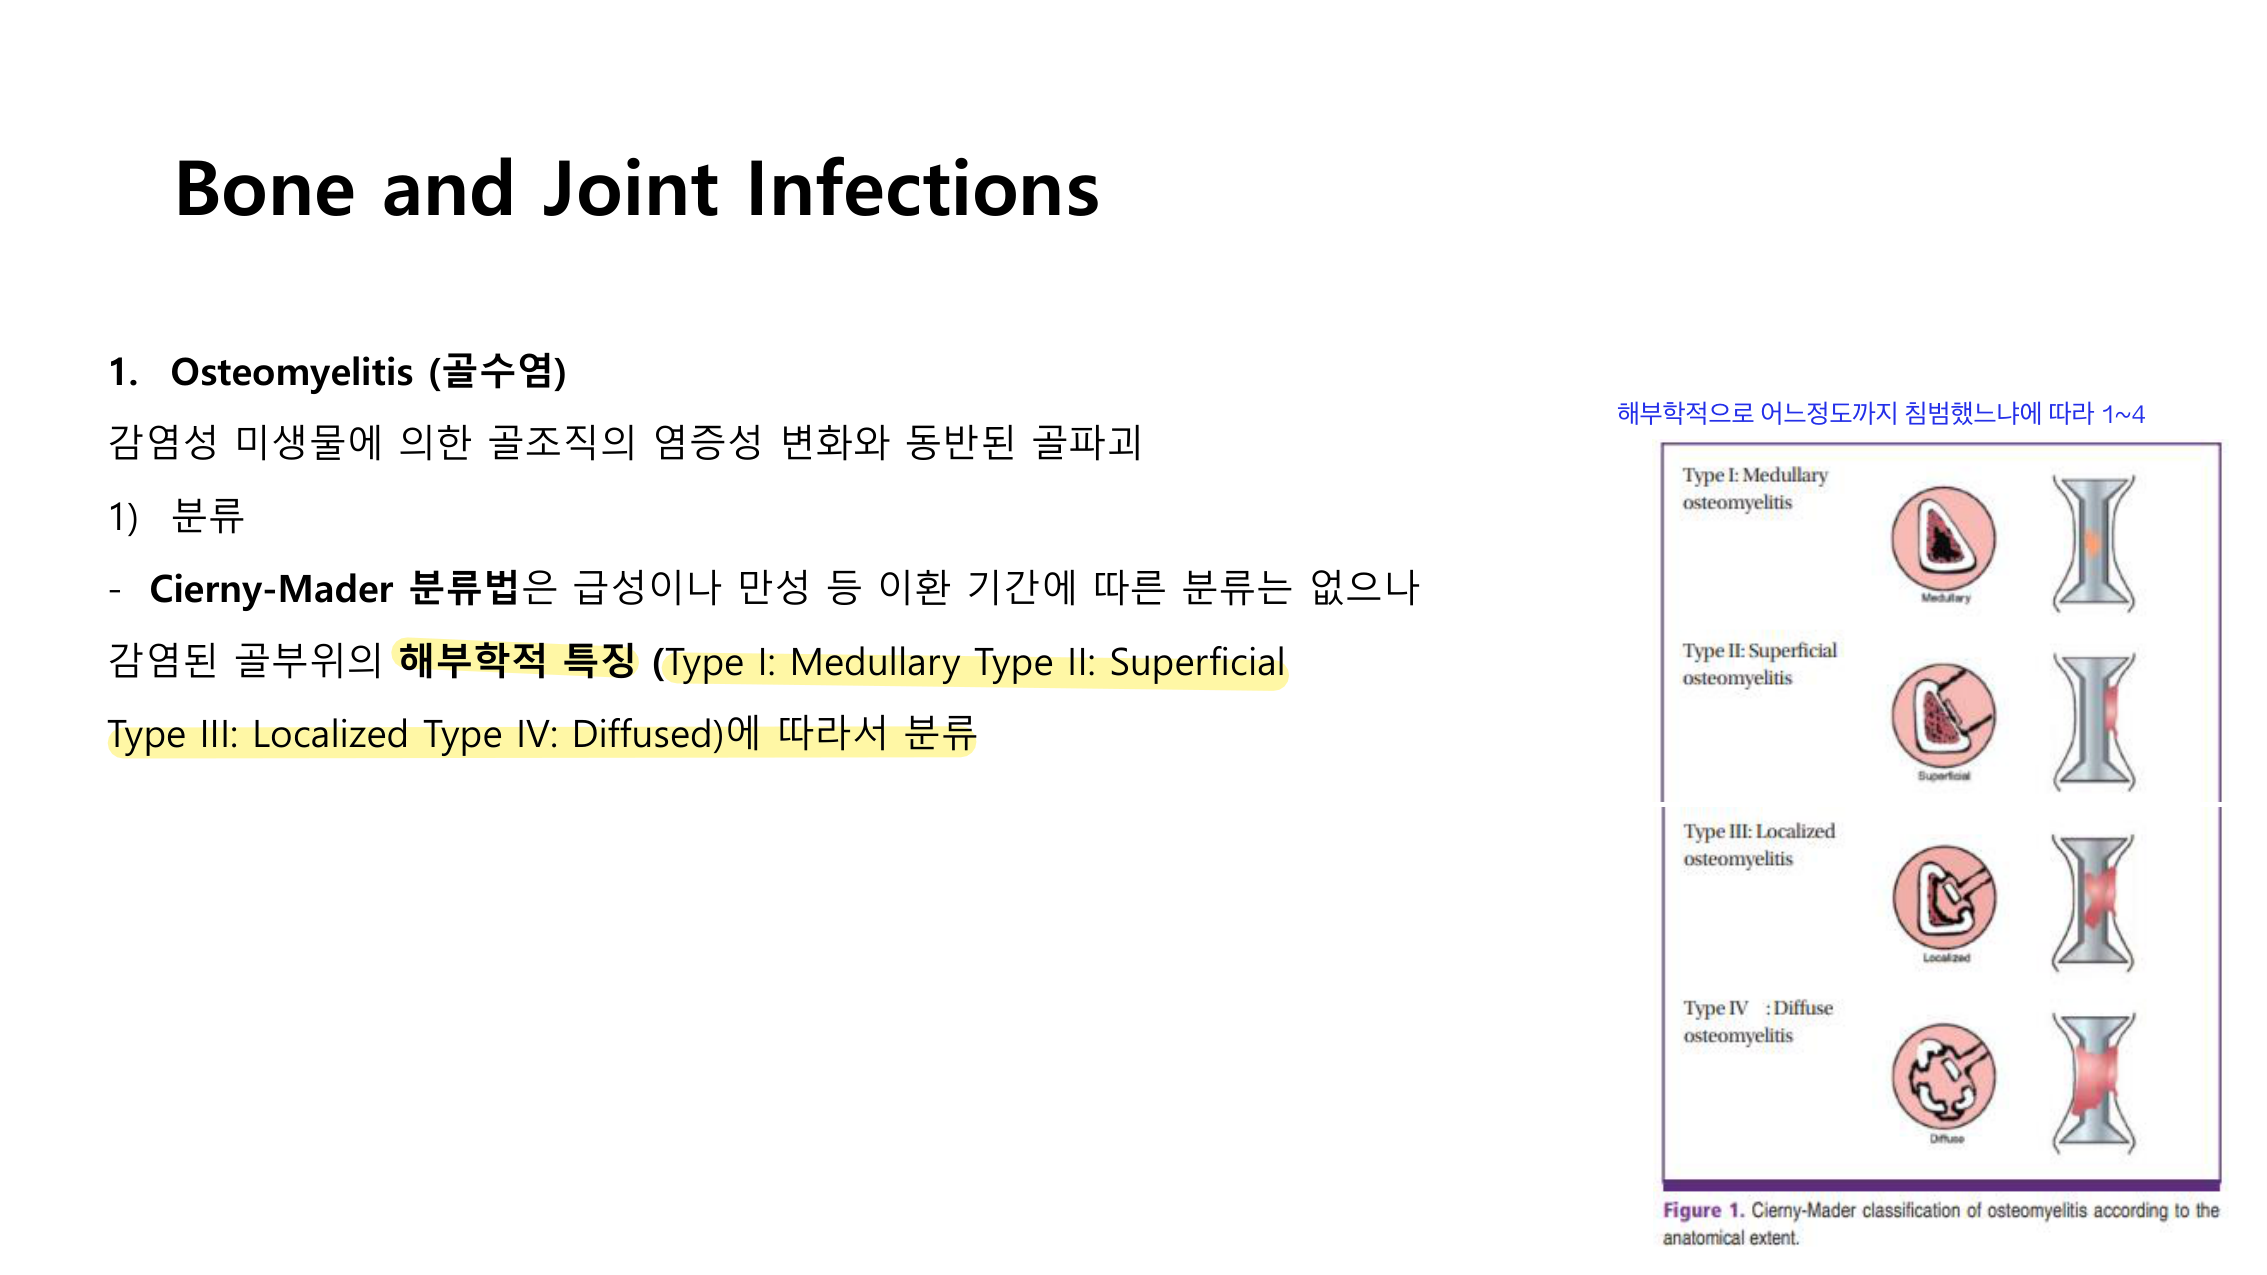 Bone and Joint Infections
1. Osteomyelitis (골수염)
감염성 미생물에 의한 골조직의 염증성 변화와 동반된 골파괴
1) 분류
- Cierny-Mader 분류법은 급성이나 만성 등 이환 기간에 따른 분류는 없으나
감염된 골부위의 해부학적 특징 (Type I: Medullary Type II: Superficial
Type III: Localized Type IV: Diffused)에 따라서 분류
해부학적으로 어느정도까지 침범했느냐에 따라 1~4
Type I: Medullary
osteomyelitis
Medullary
Type II: Superficial
osteomyelitis
Superficial
Type III: Localized
osteomyelitis
Localized
Type IV : Diffuse
osteomyelitis
Diffuse
Figure 1. Cierny-Mader classification of osteomyelitis according to the
anatomical extent.